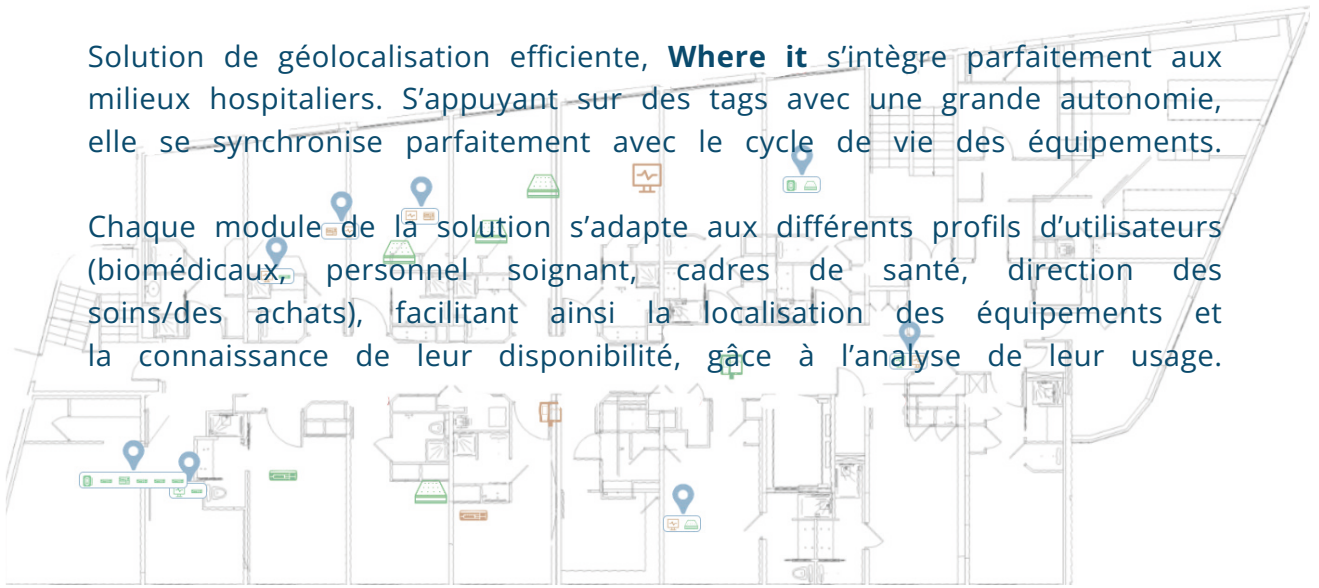 Solution de géolocalisation efficiente, Where it s’intègre parfaitement aux
milieux hospitaliers. S’appuyant sur des tags avec une grande autonomie,
elle se synchronise parfaitement avec le cycle de vie des équipements.
Chaque module de la solution s’adapte aux différents profils d’utilisateurs
(biomédicaux, personnel soignant, cadres de santé, direction des
soins/des achats), facilitant ainsi la localisation des équipements et
la connaissance de leur disponibilité, gâce à l’analyse de leur usage.